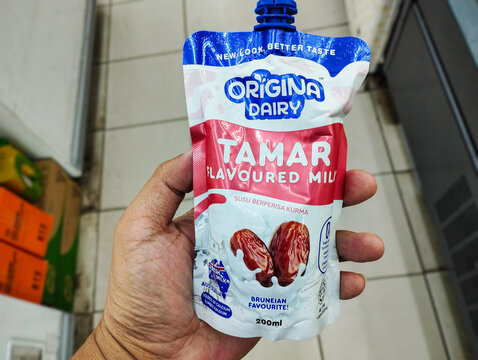 NEW LOOK, BETTER TASTE
ORIGINA
DAIRY
TAMAR
FLAVOURED MILK
SUSU BERPERISA KURMA
BRUNEIAN
FAVOURITE!
200ml